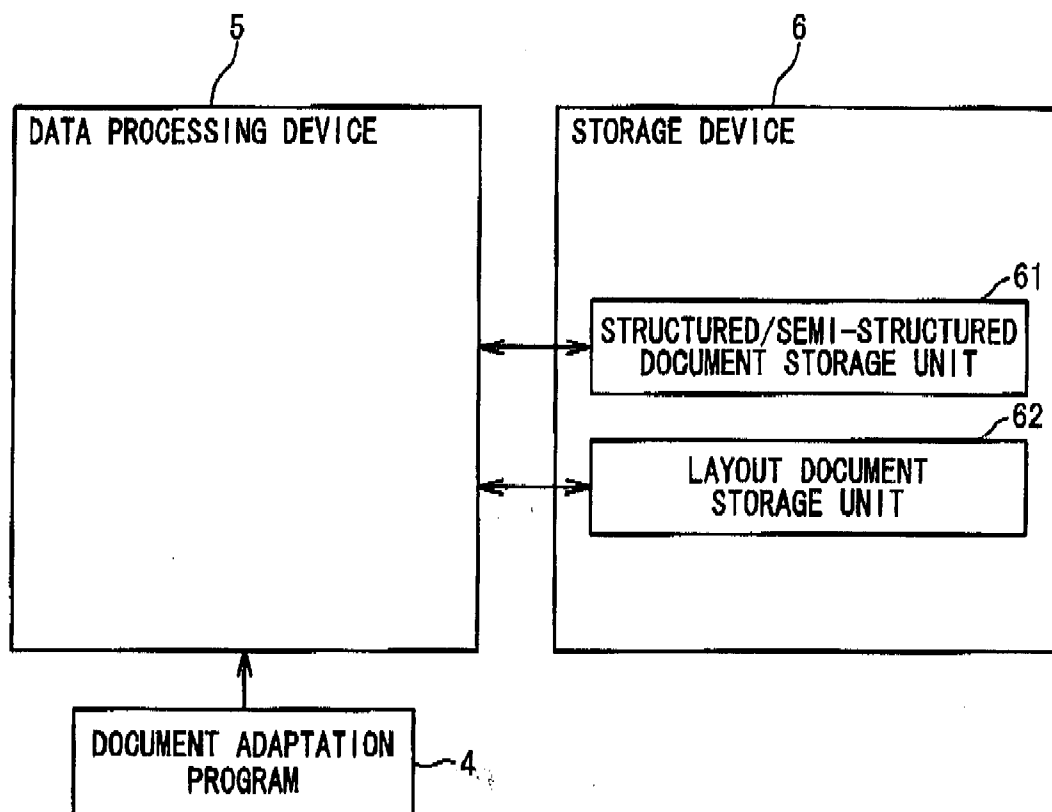 5
6
DATA PROCESSING DEVICE
STORAGE DEVICE
61
STRUCTURED/SEMI-STRUCTURED
DOCUMENT STORAGE UNIT
62
LAYOUT DOCUMENT
STORAGE UNIT
DOCUMENT ADAPTATION
PROGRAM
4